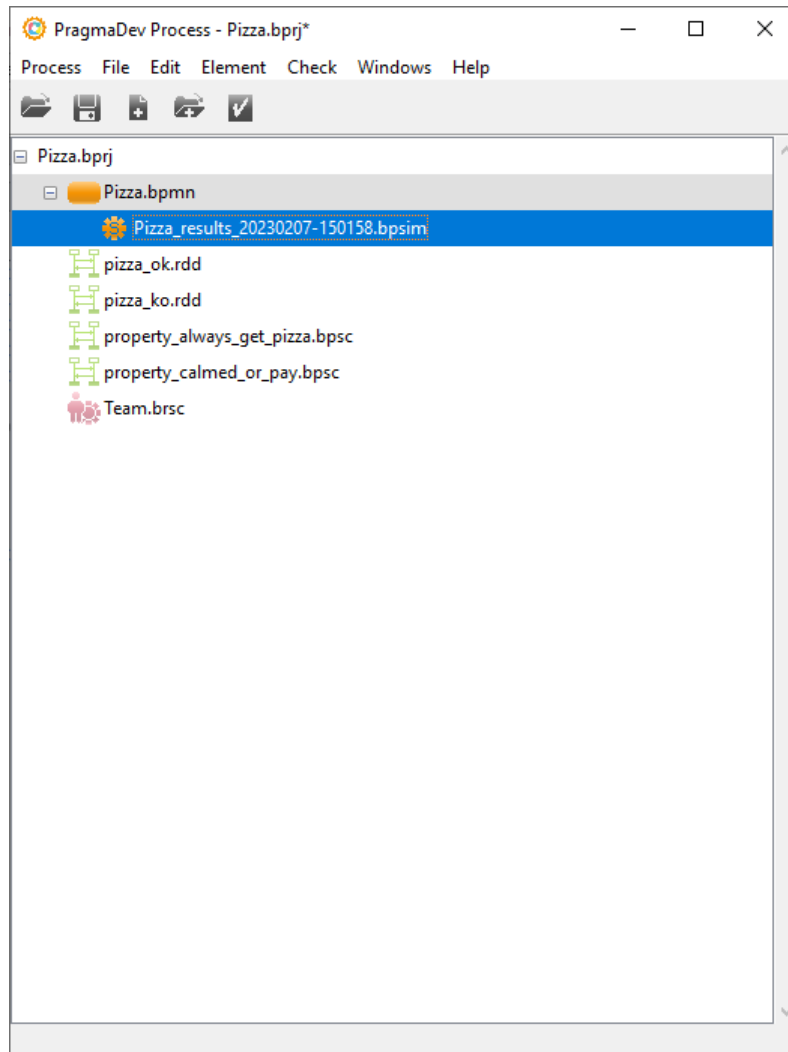 PragmaDev Process - Pizza.bprj*
Process File Edit Element Check Windows Help
Pizza.bprj
Pizza.bpmn
Pizza_results_20230207-150158.bpsim
pizza_ok.rdd
pizza_ko.rdd
property_always_get_pizza.bpsc
property_calmed_or_pay.bpsc
Team.brsc